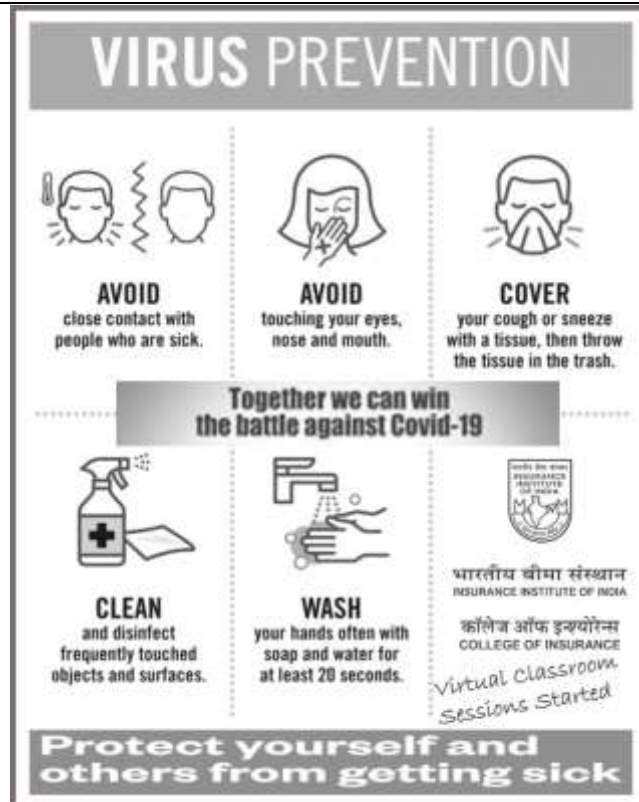 VIRUS PREVENTION
AVOID
close contact with
people who are sick.
AVOID
touching your eyes,
nose and mouth.
COVER
your cough or sneeze
with a tissue, then throw
the tissue in the trash.
Together we can win
the battle against Covid-19
CLEAN
and disinfect
frequently touched
objects and surfaces.
WASH
your hands often with
soap and water for
at least 20 seconds.
INSURANCE
INSTITUTE
OF INDIA
भारतीय बीमा संस्थान
INSURANCE INSTITUTE OF INDIA
कॉलेज ऑफ इन्श्योरेन्स
COLLEGE OF INSURANCE
Virtual Classroom
Sessions Started
Protect yourself and
others from getting sick